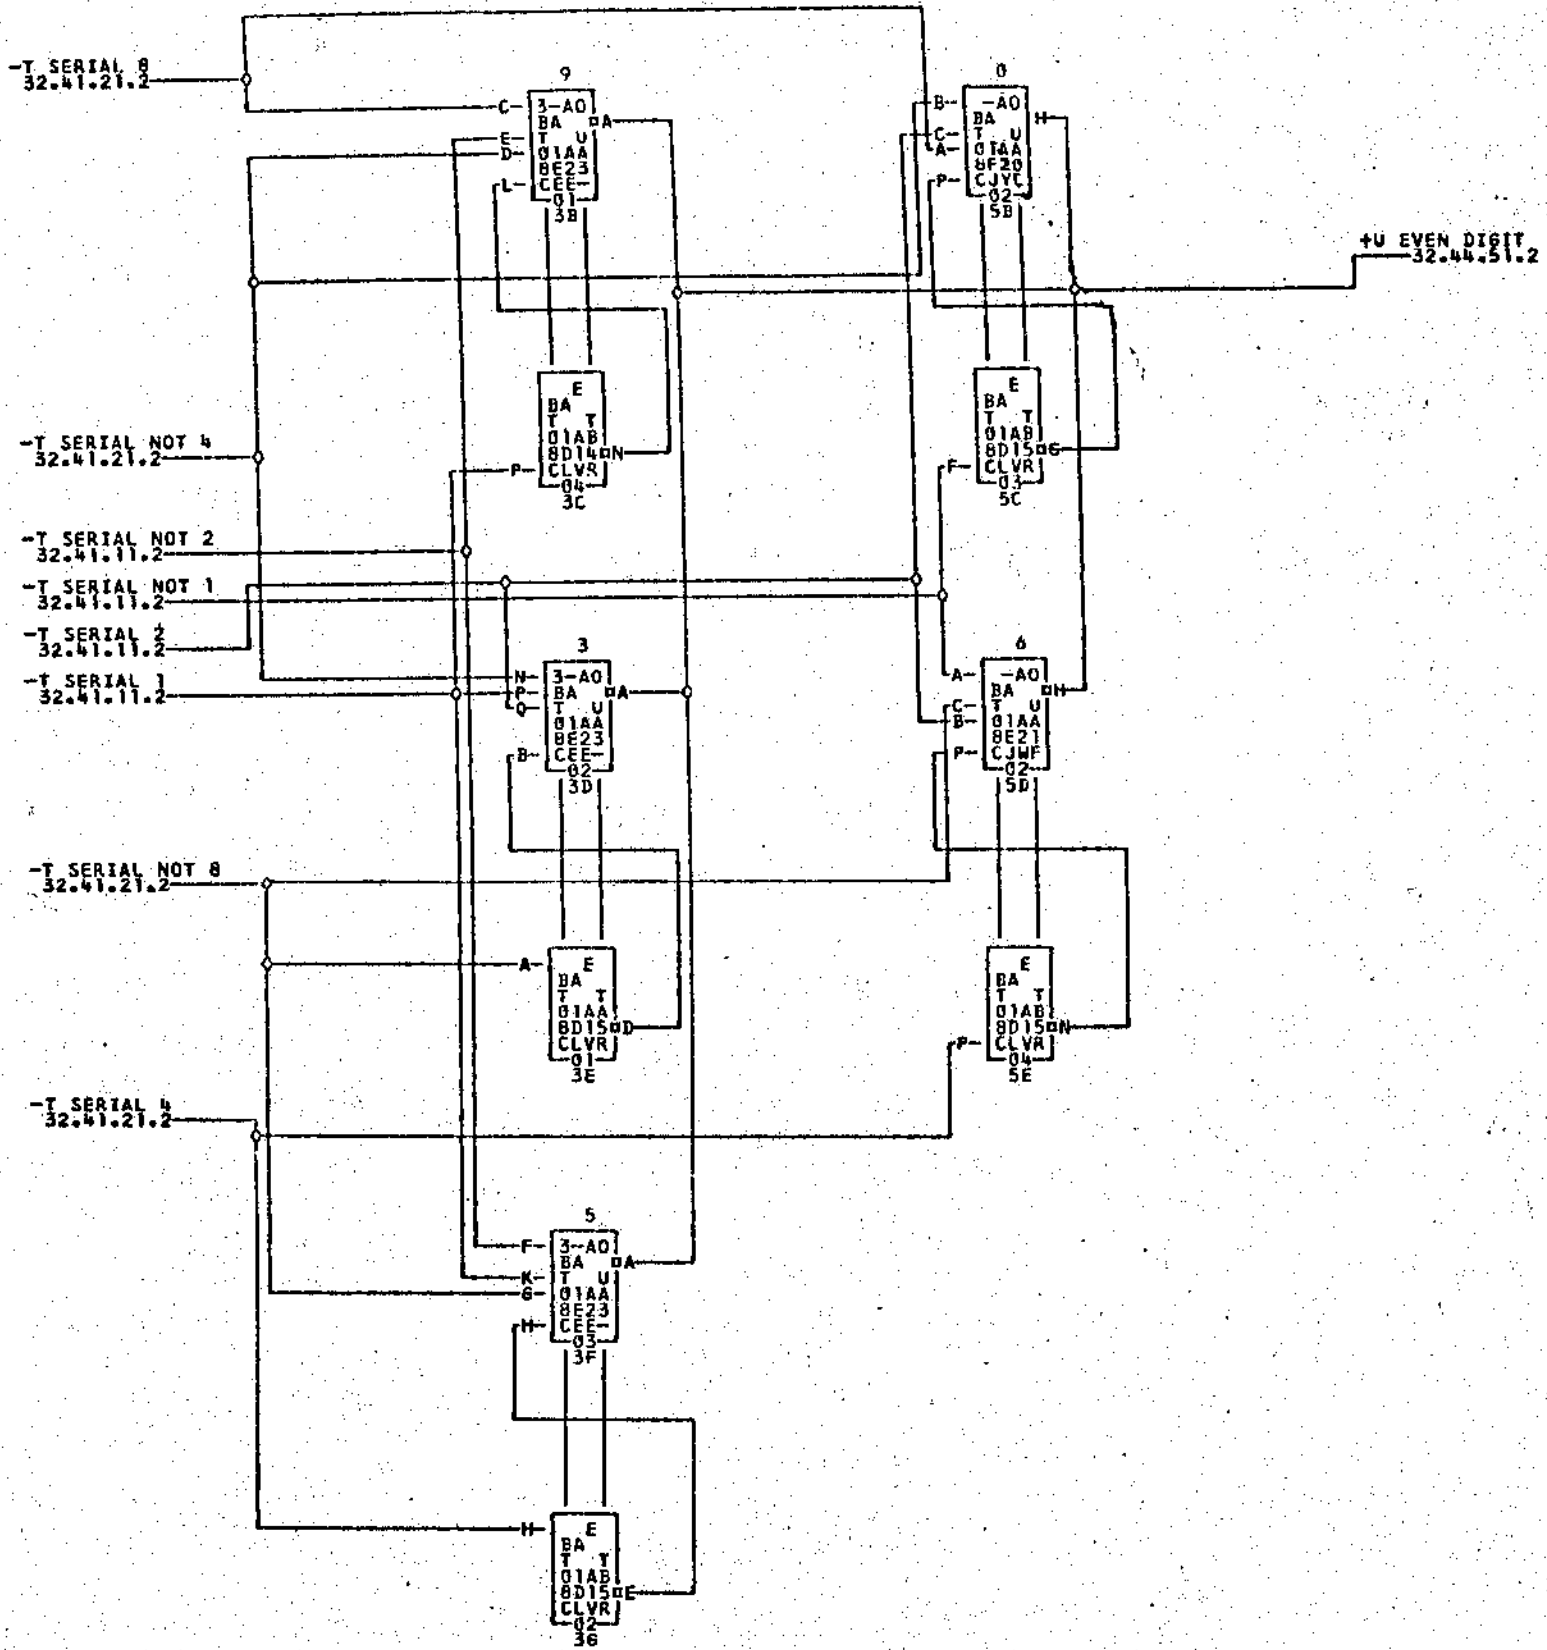 -T SERIAL 8
32.41.21.2
9
C
3-AO
BA A
E
T U
D
01AA
8E23
L
CEE-
01
3B
0
B
-AO
BA H
C
T U
A
01AA
8F20
P
CJYC
02
5B
+U EVEN DIGIT
32.44.51.2
E
BA
T T
01AB
8D14 N
P
CLVR
04
3C
E
BA
T T
01AB
8D15 G
F
CLVR
03
5C
-T SERIAL NOT 4
32.41.21.2
-T SERIAL NOT 2
32.41.11.2
-T SERIAL NOT 1
32.41.11.2
-T SERIAL 2
32.41.11.2
-T SERIAL 1
32.41.11.2
3
N
3-AO
P
BA A
Q
T U
01AA
8E23
B
CEE-
02
3D
6
A
-AO
BA H
C
T U
B
01AA
8E21
P
CJWF
02
5D
-T SERIAL NOT 8
32.41.21.2
A
E
BA
T T
01AA
8D15 D
CLVR
01
3E
E
BA
T T
01AB
8D15 N
P
CLVR
04
5E
-T SERIAL 4
32.41.21.2
5
F
3-AO
BA A
K
T U
G
01AA
8E23
H
CEE-
03
3F
H
E
BA
T T
01AB
8D15 E
CLVR
02
3G